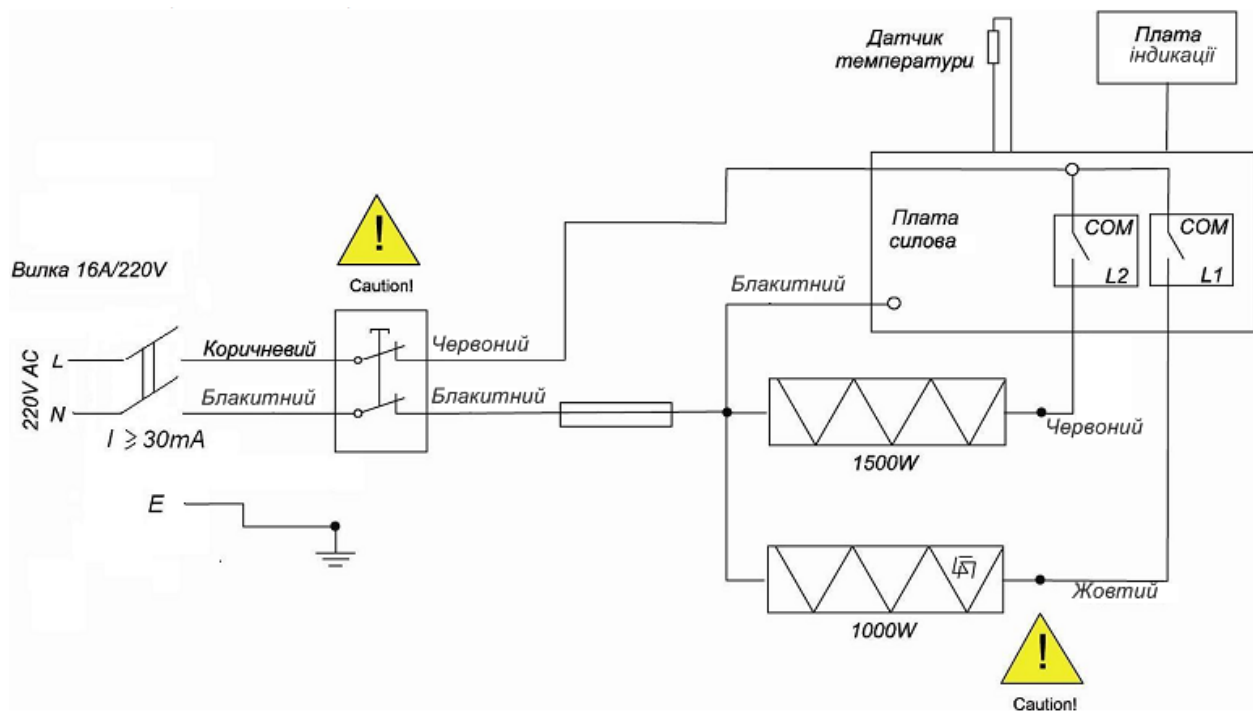 Датчик
температури
Плата
індикації
Плата
силова
COM
L2
COM
L1
!
Caution!
Вилка 16A/220V
220V AC
L
N
Коричневий
Блакитний
Червоний
Блакитний
Блакитний
I ⩾ 30mA
E
1500W
Червоний
1000W
Жовтий
!
Caution!